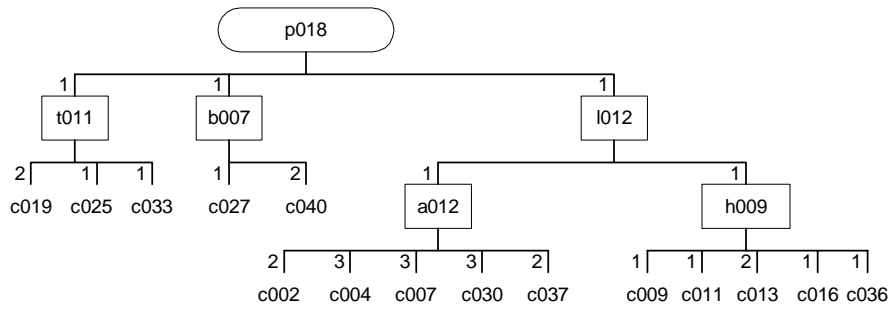 p018
1 1 1
t011 b007 l012
2 1 1 1 2 1 1
c019 c025 c033 c027 c040 a012 h009
2 3 3 3 2 1 1 2 1 1
c002 c004 c007 c030 c037 c009 c011 c013 c016 c036